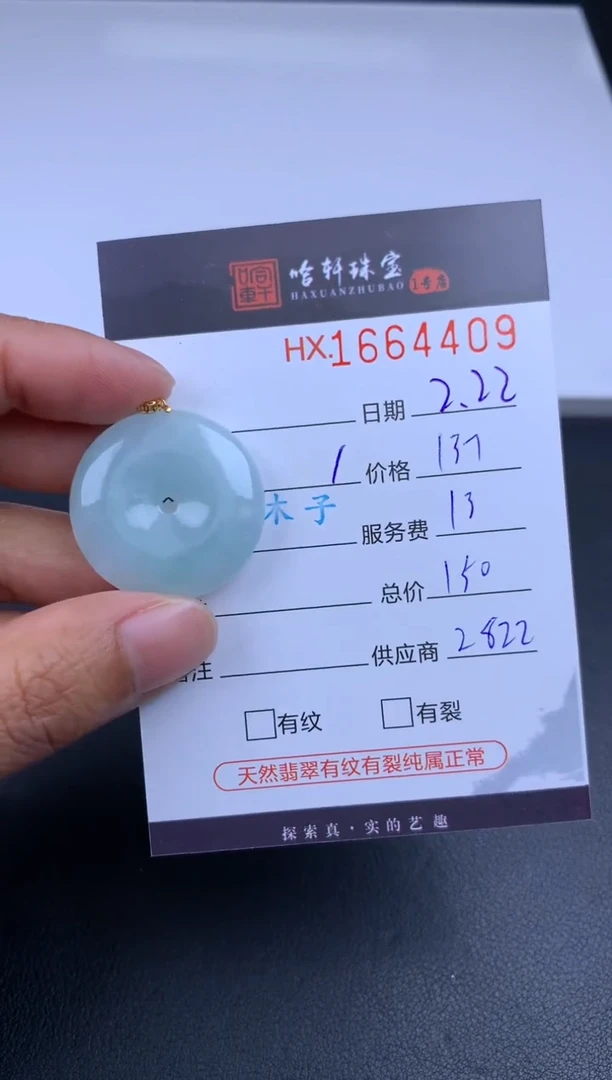 哈轩珠宝
HAXUANZHUBAO 1号店
HX.1664409
日期 2.22
1 价格 137
木子
服务费 13
总价 150
注 供应商 2822
有纹 有裂
天然翡翠有纹有裂纯属正常
探索真·实的艺趣